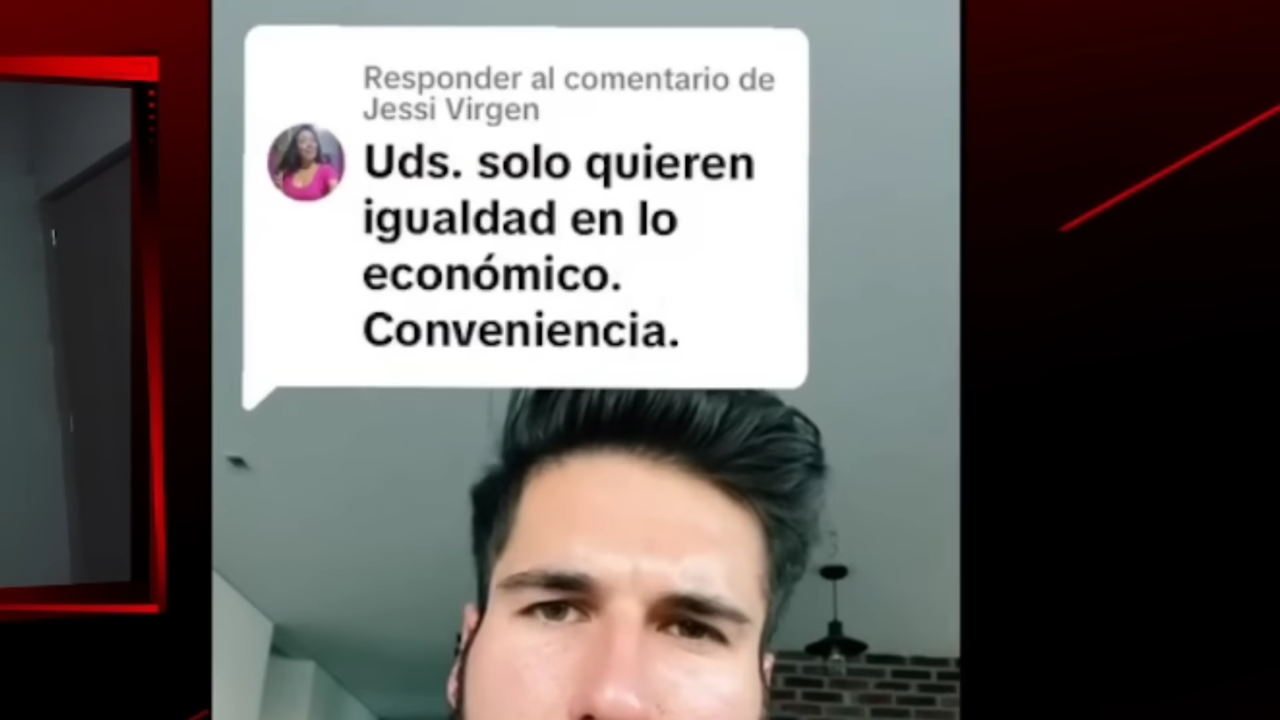 Responder al comentario de
Jessi Virgen
Uds. solo quieren
igualdad en lo
económico.
Conveniencia.